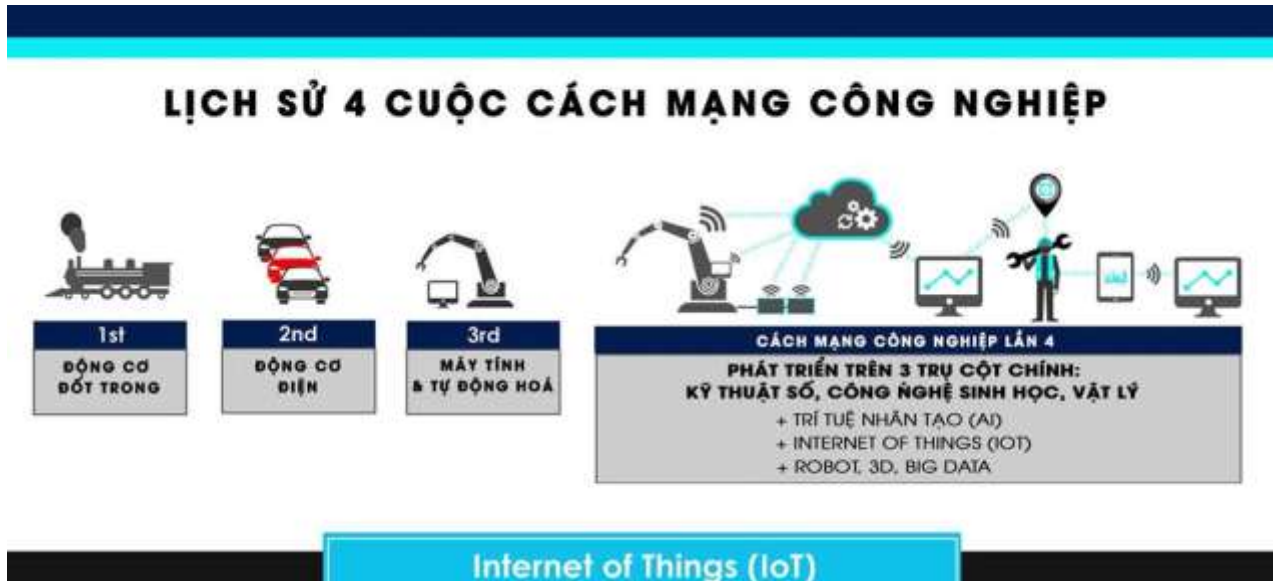 LỊCH SỬ 4 CUỘC CÁCH MẠNG CÔNG NGHIỆP
1st
ĐỘNG CƠ
ĐỐT TRONG
2nd
ĐỘNG CƠ
ĐIỆN
3rd
MÁY TÍNH
& TỰ ĐỘNG HOÁ
CÁCH MẠNG CÔNG NGHIỆP LẦN 4
PHÁT TRIỂN TRÊN 3 TRỤ CỘT CHÍNH:
KỸ THUẬT SỐ, CÔNG NGHỆ SINH HỌC, VẬT LÝ
+ TRÍ TUỆ NHÂN TẠO (AI)
+ INTERNET OF THINGS (IOT)
+ ROBOT, 3D, BIG DATA
Internet of Things (IoT)